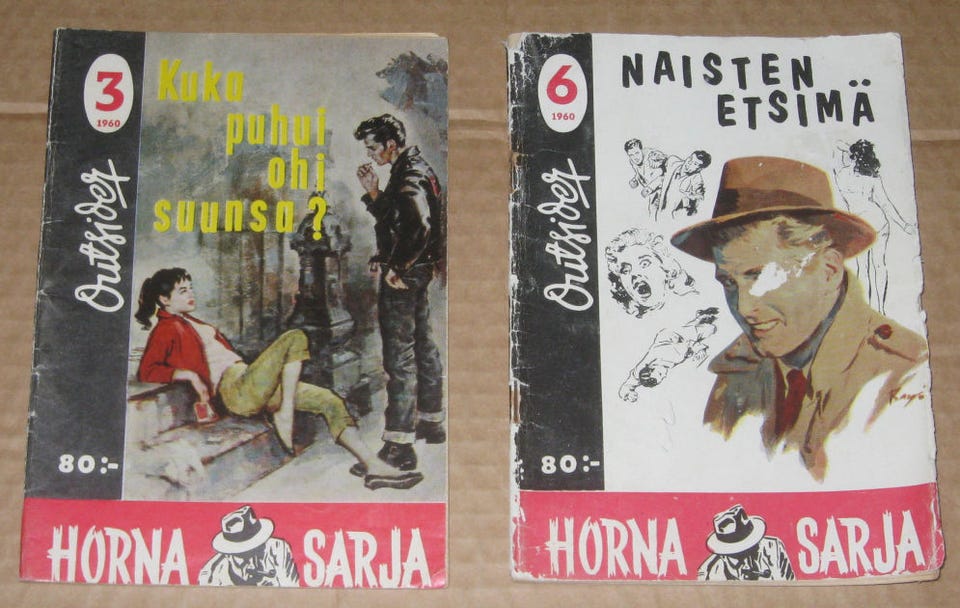 3
1960
Kuka
puhui
ohi
suunsa?
Outsider
80:-
HORNA SARJA
6
1960
NAISTEN
ETSIMÄ
Outsider
80:-
HORNA SARJA